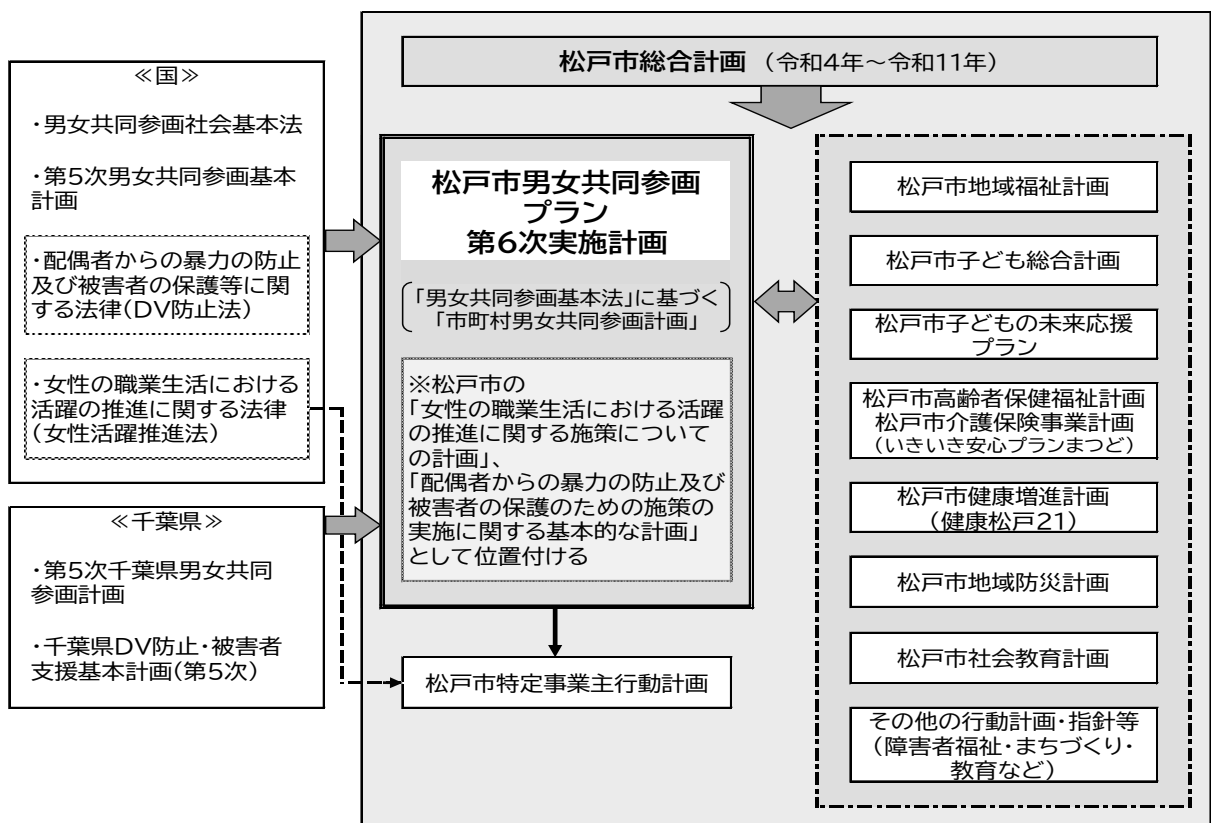 松戸市総合計画 (令和4年～令和11年)
≪国≫
・男女共同参画社会基本法
・第5次男女共同参画基本
計画
・配偶者からの暴力の防止
及び被害者の保護等に関
する法律(DV防止法)
・女性の職業生活における
活躍の推進に関する法律
(女性活躍推進法)
≪千葉県≫
・第5次千葉県男女共同
参画計画
・千葉県DV防止・被害者
支援基本計画(第5次)
松戸市男女共同参画
プラン
第6次実施計画
「男女共同参画基本法」に基づく
「市町村男女共同参画計画」
※松戸市の
「女性の職業生活における活躍
の推進に関する施策について
の計画」、
「配偶者からの暴力の防止及び
被害者の保護のための施策の
実施に関する基本的な計画」
として位置付ける
松戸市特定事業主行動計画
松戸市地域福祉計画
松戸市子ども総合計画
松戸市子どもの未来応援
プラン
松戸市高齢者保健福祉計画
松戸市介護保険事業計画
(いきいき安心プランまつど)
松戸市健康増進計画
(健康松戸21)
松戸市地域防災計画
松戸市社会教育計画
その他の行動計画・指針等
(障害者福祉・まちづくり・
教育など)